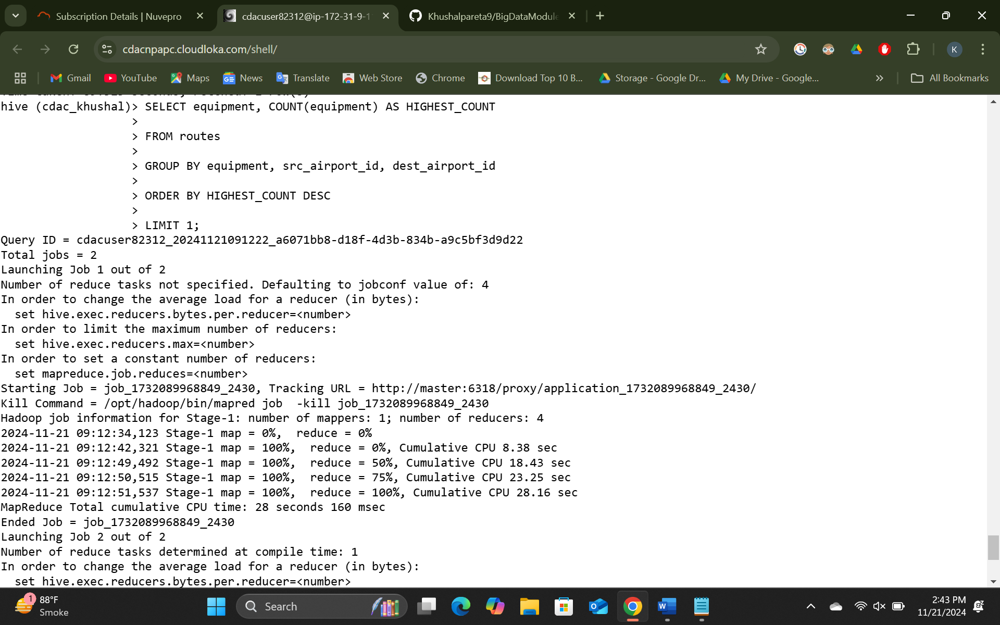 Subscription Details | Nuvepro
cdacuser82312@ip-172-31-9-1
Khushalpareta9/BigDataModule
cdacnpapc.cloudloka.com/shell/
K
Gmail
YouTube
Maps
News
Translate
Web Store
Chrome
Download Top 10 B...
Storage - Google Dr...
My Drive - Google...
All Bookmarks
hive (cdac_khushal)> SELECT equipment, COUNT(equipment) AS HIGHEST_COUNT
>
> FROM routes
>
> GROUP BY equipment, src_airport_id, dest_airport_id
>
> ORDER BY HIGHEST_COUNT DESC
>
> LIMIT 1;
Query ID = cdacuser82312_20241121091222_a6071bb8-d18f-4d3b-834b-a9c5bf3d9d22
Total jobs = 2
Launching Job 1 out of 2
Number of reduce tasks not specified. Defaulting to jobconf value of: 4
In order to change the average load for a reducer (in bytes):
  set hive.exec.reducers.bytes.per.reducer=<number>
In order to limit the maximum number of reducers:
  set hive.exec.reducers.max=<number>
In order to set a constant number of reducers:
  set mapreduce.job.reduces=<number>
Starting Job = job_1732089968849_2430, Tracking URL = http://master:6318/proxy/application_1732089968849_2430/
Kill Command = /opt/hadoop/bin/mapred job  -kill job_1732089968849_2430
Hadoop job information for Stage-1: number of mappers: 1; number of reducers: 4
2024-11-21 09:12:34,123 Stage-1 map = 0%,  reduce = 0%
2024-11-21 09:12:42,321 Stage-1 map = 100%,  reduce = 0%, Cumulative CPU 8.38 sec
2024-11-21 09:12:49,492 Stage-1 map = 100%,  reduce = 50%, Cumulative CPU 18.43 sec
2024-11-21 09:12:50,515 Stage-1 map = 100%,  reduce = 75%, Cumulative CPU 23.25 sec
2024-11-21 09:12:51,537 Stage-1 map = 100%,  reduce = 100%, Cumulative CPU 28.16 sec
MapReduce Total cumulative CPU time: 28 seconds 160 msec
Ended Job = job_1732089968849_2430
Launching Job 2 out of 2
Number of reduce tasks determined at compile time: 1
In order to change the average load for a reducer (in bytes):
  set hive.exec.reducers.bytes.per.reducer=<number>
1
88°F
Smoke
Search
2:43 PM
11/21/2024